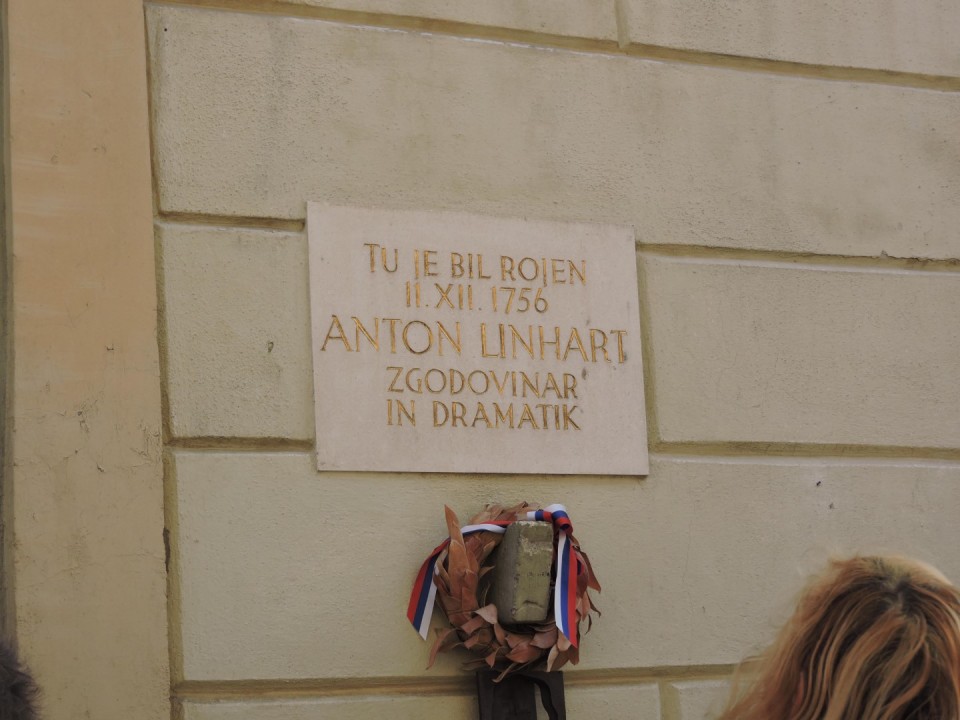 TU JE BIL ROJEN
11. XII. 1756
ANTON LINHART
ZGODOVINAR
IN DRAMATIK